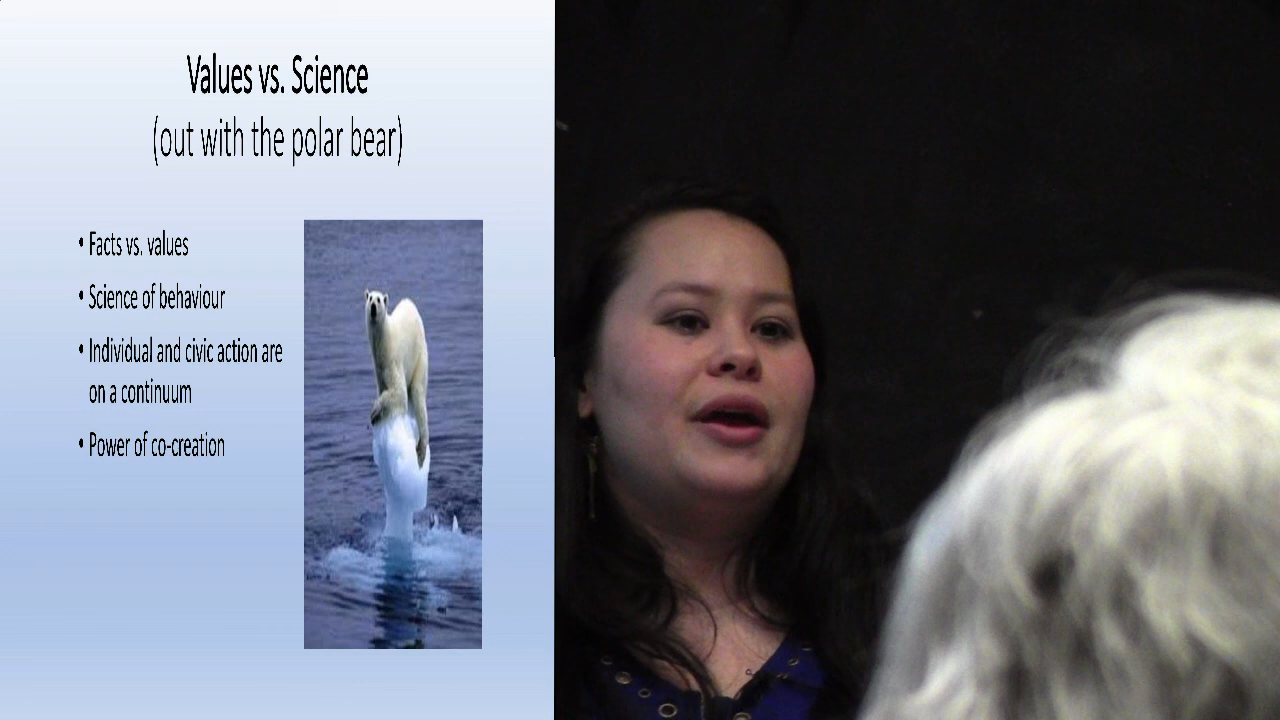 Values vs. Science
(out with the polar bear)
• Facts vs. values
• Science of behaviour
• Individual and civic action are
on a continuum
• Power of co-creation